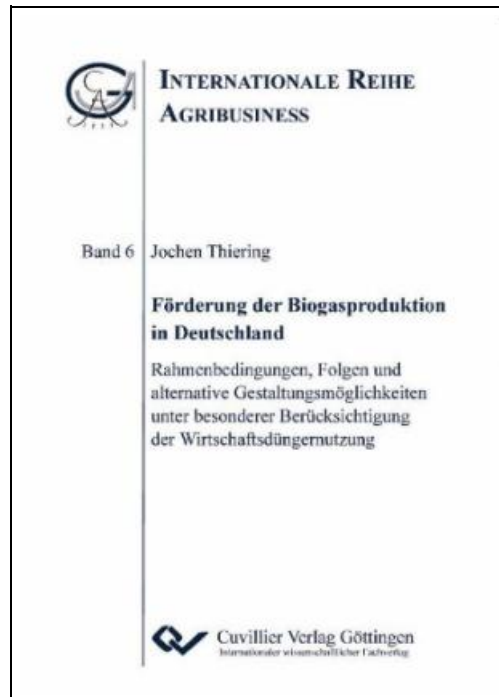 INTERNATIONALE REIHE
AGRIBUSINESS
Band 6 Jochen Thiering
Förderung der Biogasproduktion
in Deutschland
Rahmenbedingungen, Folgen und
alternative Gestaltungsmöglichkeiten
unter besonderer Berücksichtigung
der Wirtschaftsdüngernutzung
Cuvillier Verlag Göttingen
Internationaler wissenschaftlicher Fachverlag